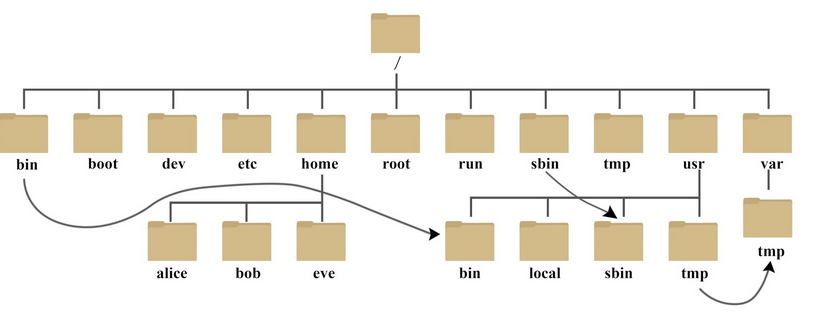 /
bin boot dev etc home root run sbin tmp usr var
alice bob eve bin local sbin tmp tmp